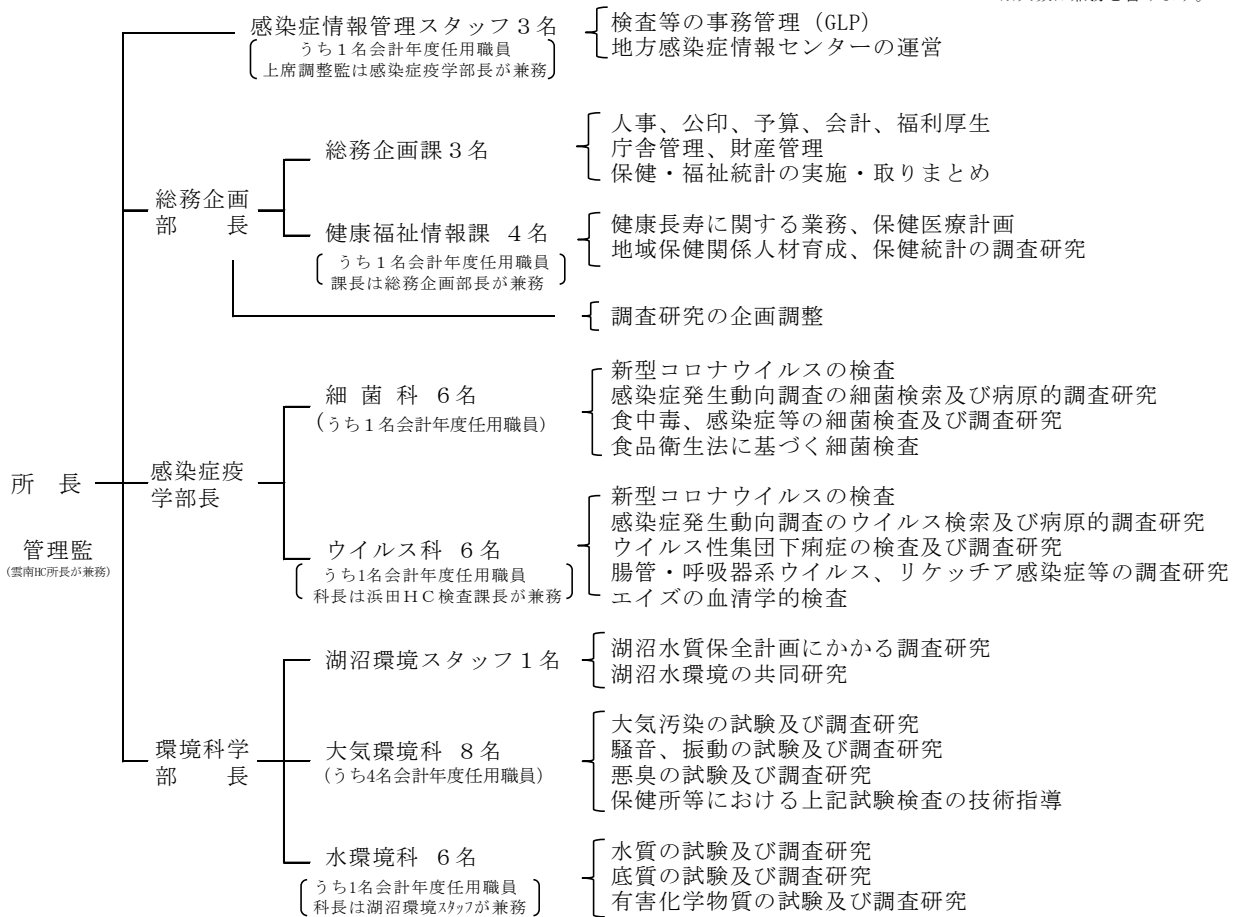 感染症情報管理スタッフ３名
うち１名会計年度任用職員
上席調整監は感染症疫学部長が兼務
検査等の事務管理（GLP）
地方感染症情報センターの運営
総務企画
部　　長
総務企画課３名
人事、公印、予算、会計、福利厚生
庁舎管理、財産管理
保健・福祉統計の実施・取りまとめ
健康福祉情報課 ４名
うち１名会計年度任用職員
課長は総務企画部長が兼務
健康長寿に関する業務、保健医療計画
地域保健関係人材育成、保健統計の調査研究
調査研究の企画調整
所　長
管理監
(雲南HC所長が兼務)
感染症疫
学部長
細 菌 科 ６名
(うち１名会計年度任用職員)
新型コロナウイルスの検査
感染症発生動向調査の細菌検索及び病原的調査研究
食中毒、感染症等の細菌検査及び調査研究
食品衛生法に基づく細菌検査
ウイルス科 ６名
うち1名会計年度任用職員
科長は浜田ＨＣ検査課長が兼務
新型コロナウイルスの検査
感染症発生動向調査のウイルス検索及び病原的調査研究
ウイルス性集団下痢症の検査及び調査研究
腸管・呼吸器系ウイルス、リケッチア感染症等の調査研究
エイズの血清学的検査
環境科学
部　　長
湖沼環境スタッフ１名
湖沼水質保全計画にかかる調査研究
湖沼水環境の共同研究
大気環境科 ８名
(うち4名会計年度任用職員)
大気汚染の試験及び調査研究
騒音、振動の試験及び調査研究
悪臭の試験及び調査研究
保健所等における上記試験検査の技術指導
水環境科 ６名
うち1名会計年度任用職員
科長は湖沼環境ｽﾀｯﾌが兼務
水質の試験及び調査研究
底質の試験及び調査研究
有害化学物質の試験及び調査研究